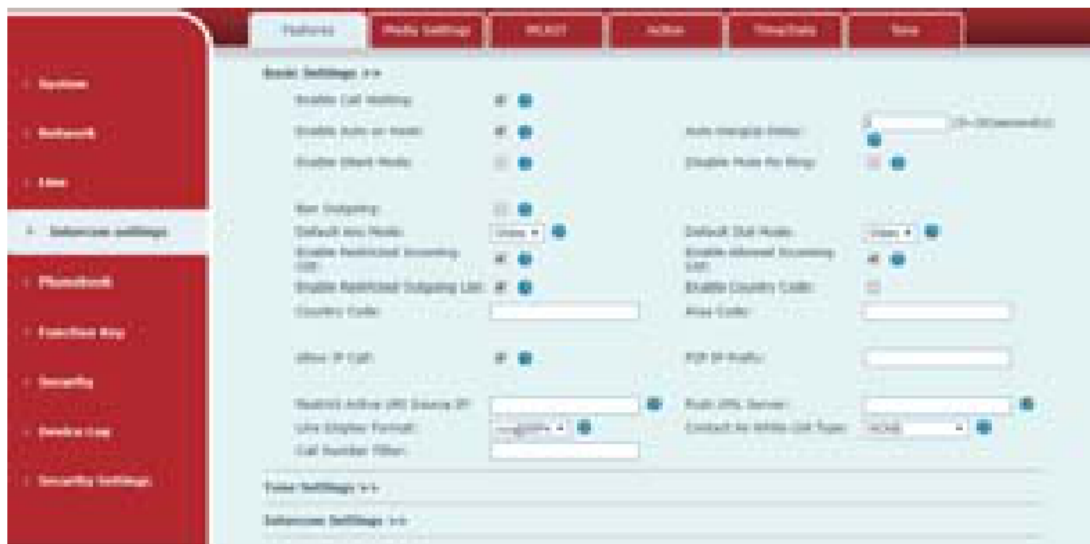 Features
Media Settings
MCAST
Action
Time/Date
Tone
System
Network
Line
Intercom settings
Phonebook
Function Key
Security
Device Log
Security Settings
Basic Settings >>
Enable Call Waiting:
Enable Auto on Hook:
Auto HangUp Delay:
(0~30)second(s)
Enable Silent Mode:
Disable Mute for Ring:
Ban Outgoing:
Default Ans Mode:
Video
Default Dial Mode:
Video
Enable Restricted Incoming List:
Enable Allowed Incoming List:
Enable Restricted Outgoing List:
Enable Country Code:
Country Code:
Area Code:
Allow IP Call:
P2P IP Prefix:
Restrict Active URI Source IP:
Push XML Server:
Line Display Format:
Contact As White List Type:
NONE
Call Number Filter:
Tone Settings >>
Intercom Settings >>